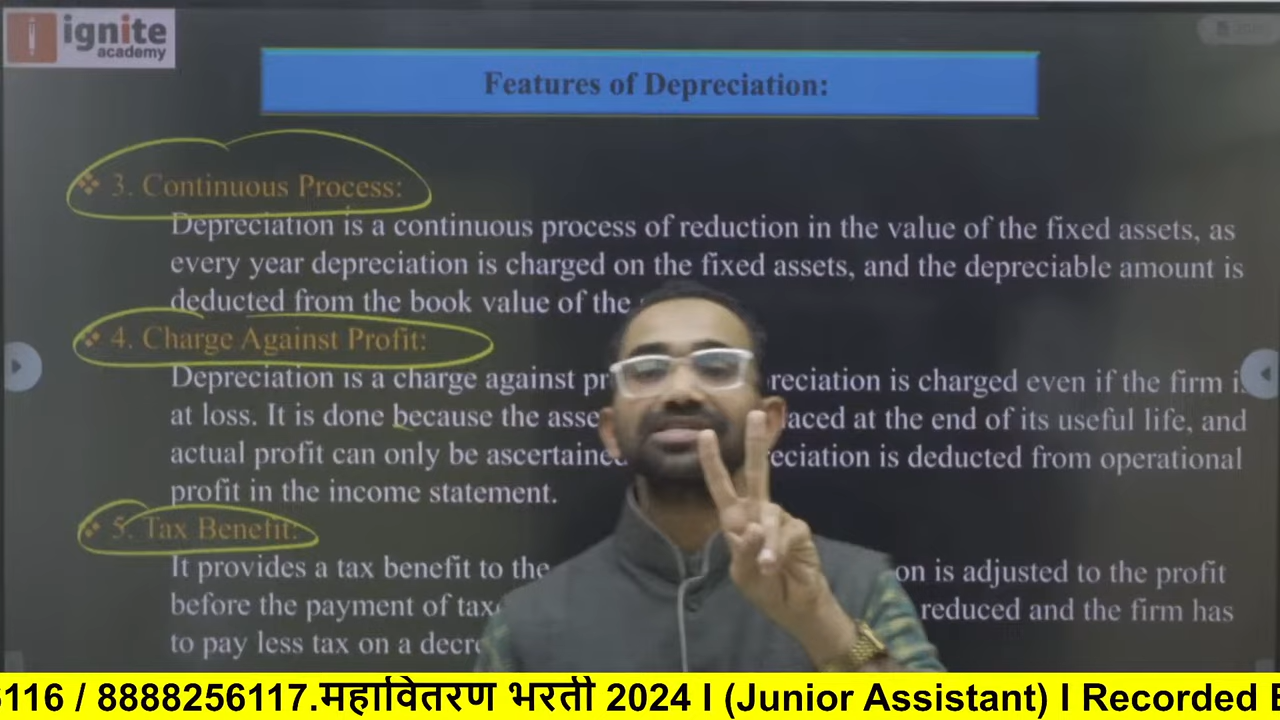 ignite
academy
Features of Depreciation:
3. Continuous Process:
Depreciation is a continuous process of reduction in the value of the fixed assets, as
every year depreciation is charged on the fixed assets, and the depreciable amount is
deducted from the book value of the
4. Charge Against Profit:
Depreciation is a charge against pr reciation is charged even if the firm i
at loss. It is done because the asse aced at the end of its useful life, and
actual profit can only be ascertained eciation is deducted from operational
profit in the income statement.
5. Tax Benefit:
It provides a tax benefit to the on is adjusted to the profit
before the payment of tax reduced and the firm has
to pay less tax on a decre
6116 / 8888256117.महावितरण भरती 2024 I (Junior Assistant) I Recorded